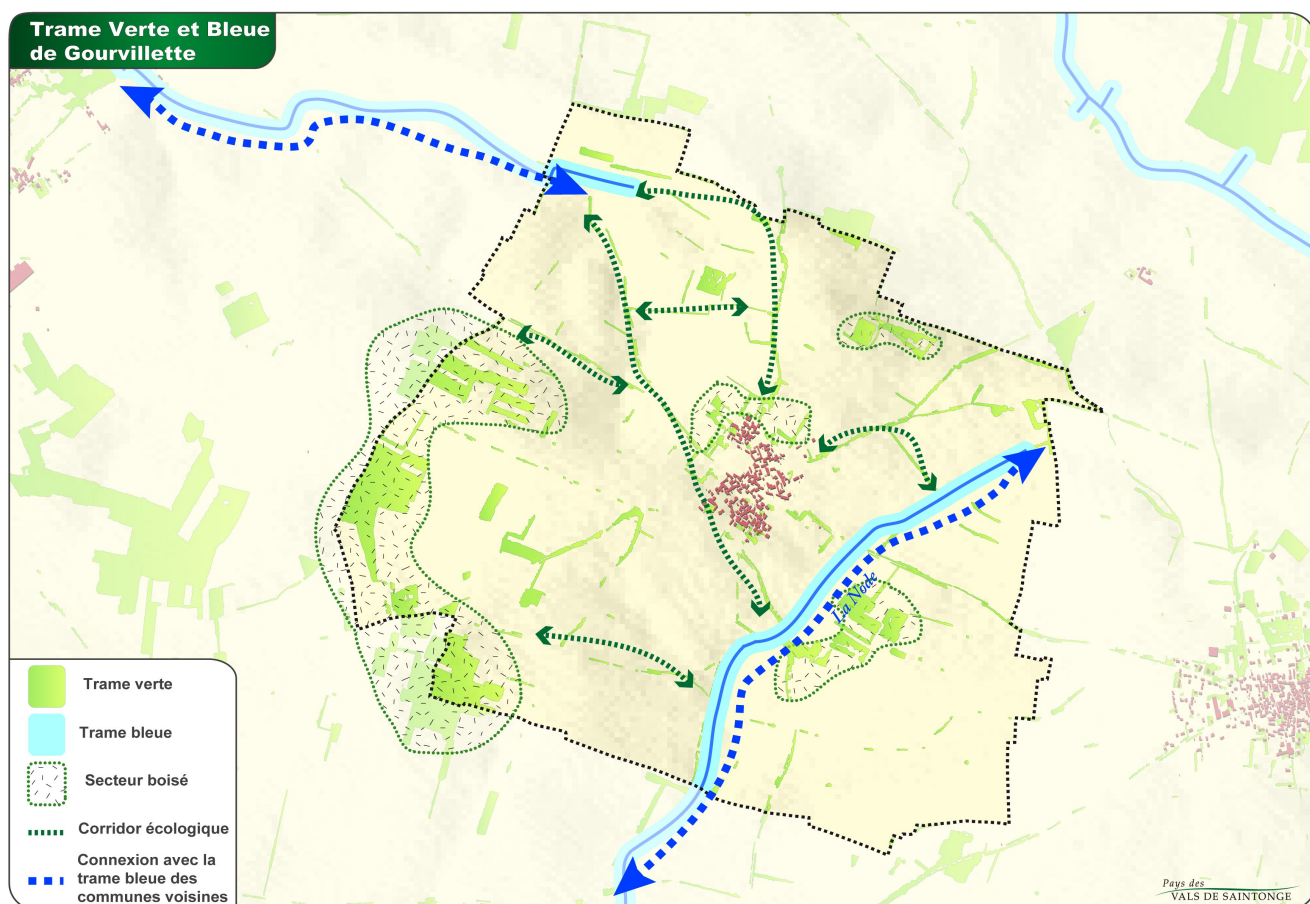 Trame Verte et Bleue
de Gourvillette
La Node
Trame verte
Trame bleue
Secteur boisé
Corridor écologique
Connexion avec la
trame bleue des
communes voisines
Pays des
VALS DE SAINTONGE